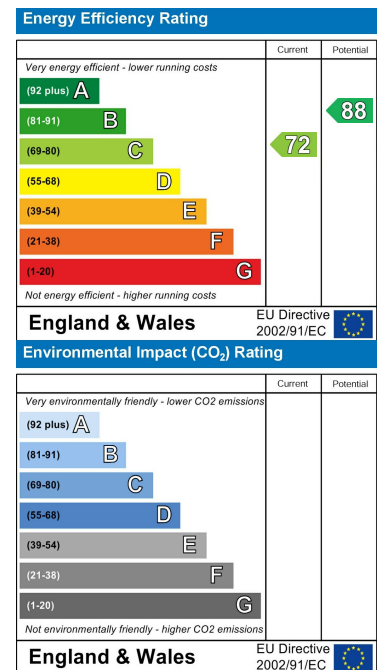 Energy Efficiency Rating
Current Potential
Very energy efficient - lower running costs
(92 plus) A
(81-91) B
88
(69-80) C
72
(55-68) D
(39-54) E
(21-38) F
(1-20) G
Not energy efficient - higher running costs
England & Wales
EU Directive
2002/91/EC
Environmental Impact (CO₂) Rating
Current Potential
Very environmentally friendly - lower CO2 emissions
(92 plus) A
(81-91) B
(69-80) C
(55-68) D
(39-54) E
(21-38) F
(1-20) G
Not environmentally friendly - higher CO2 emissions
England & Wales
EU Directive
2002/91/EC